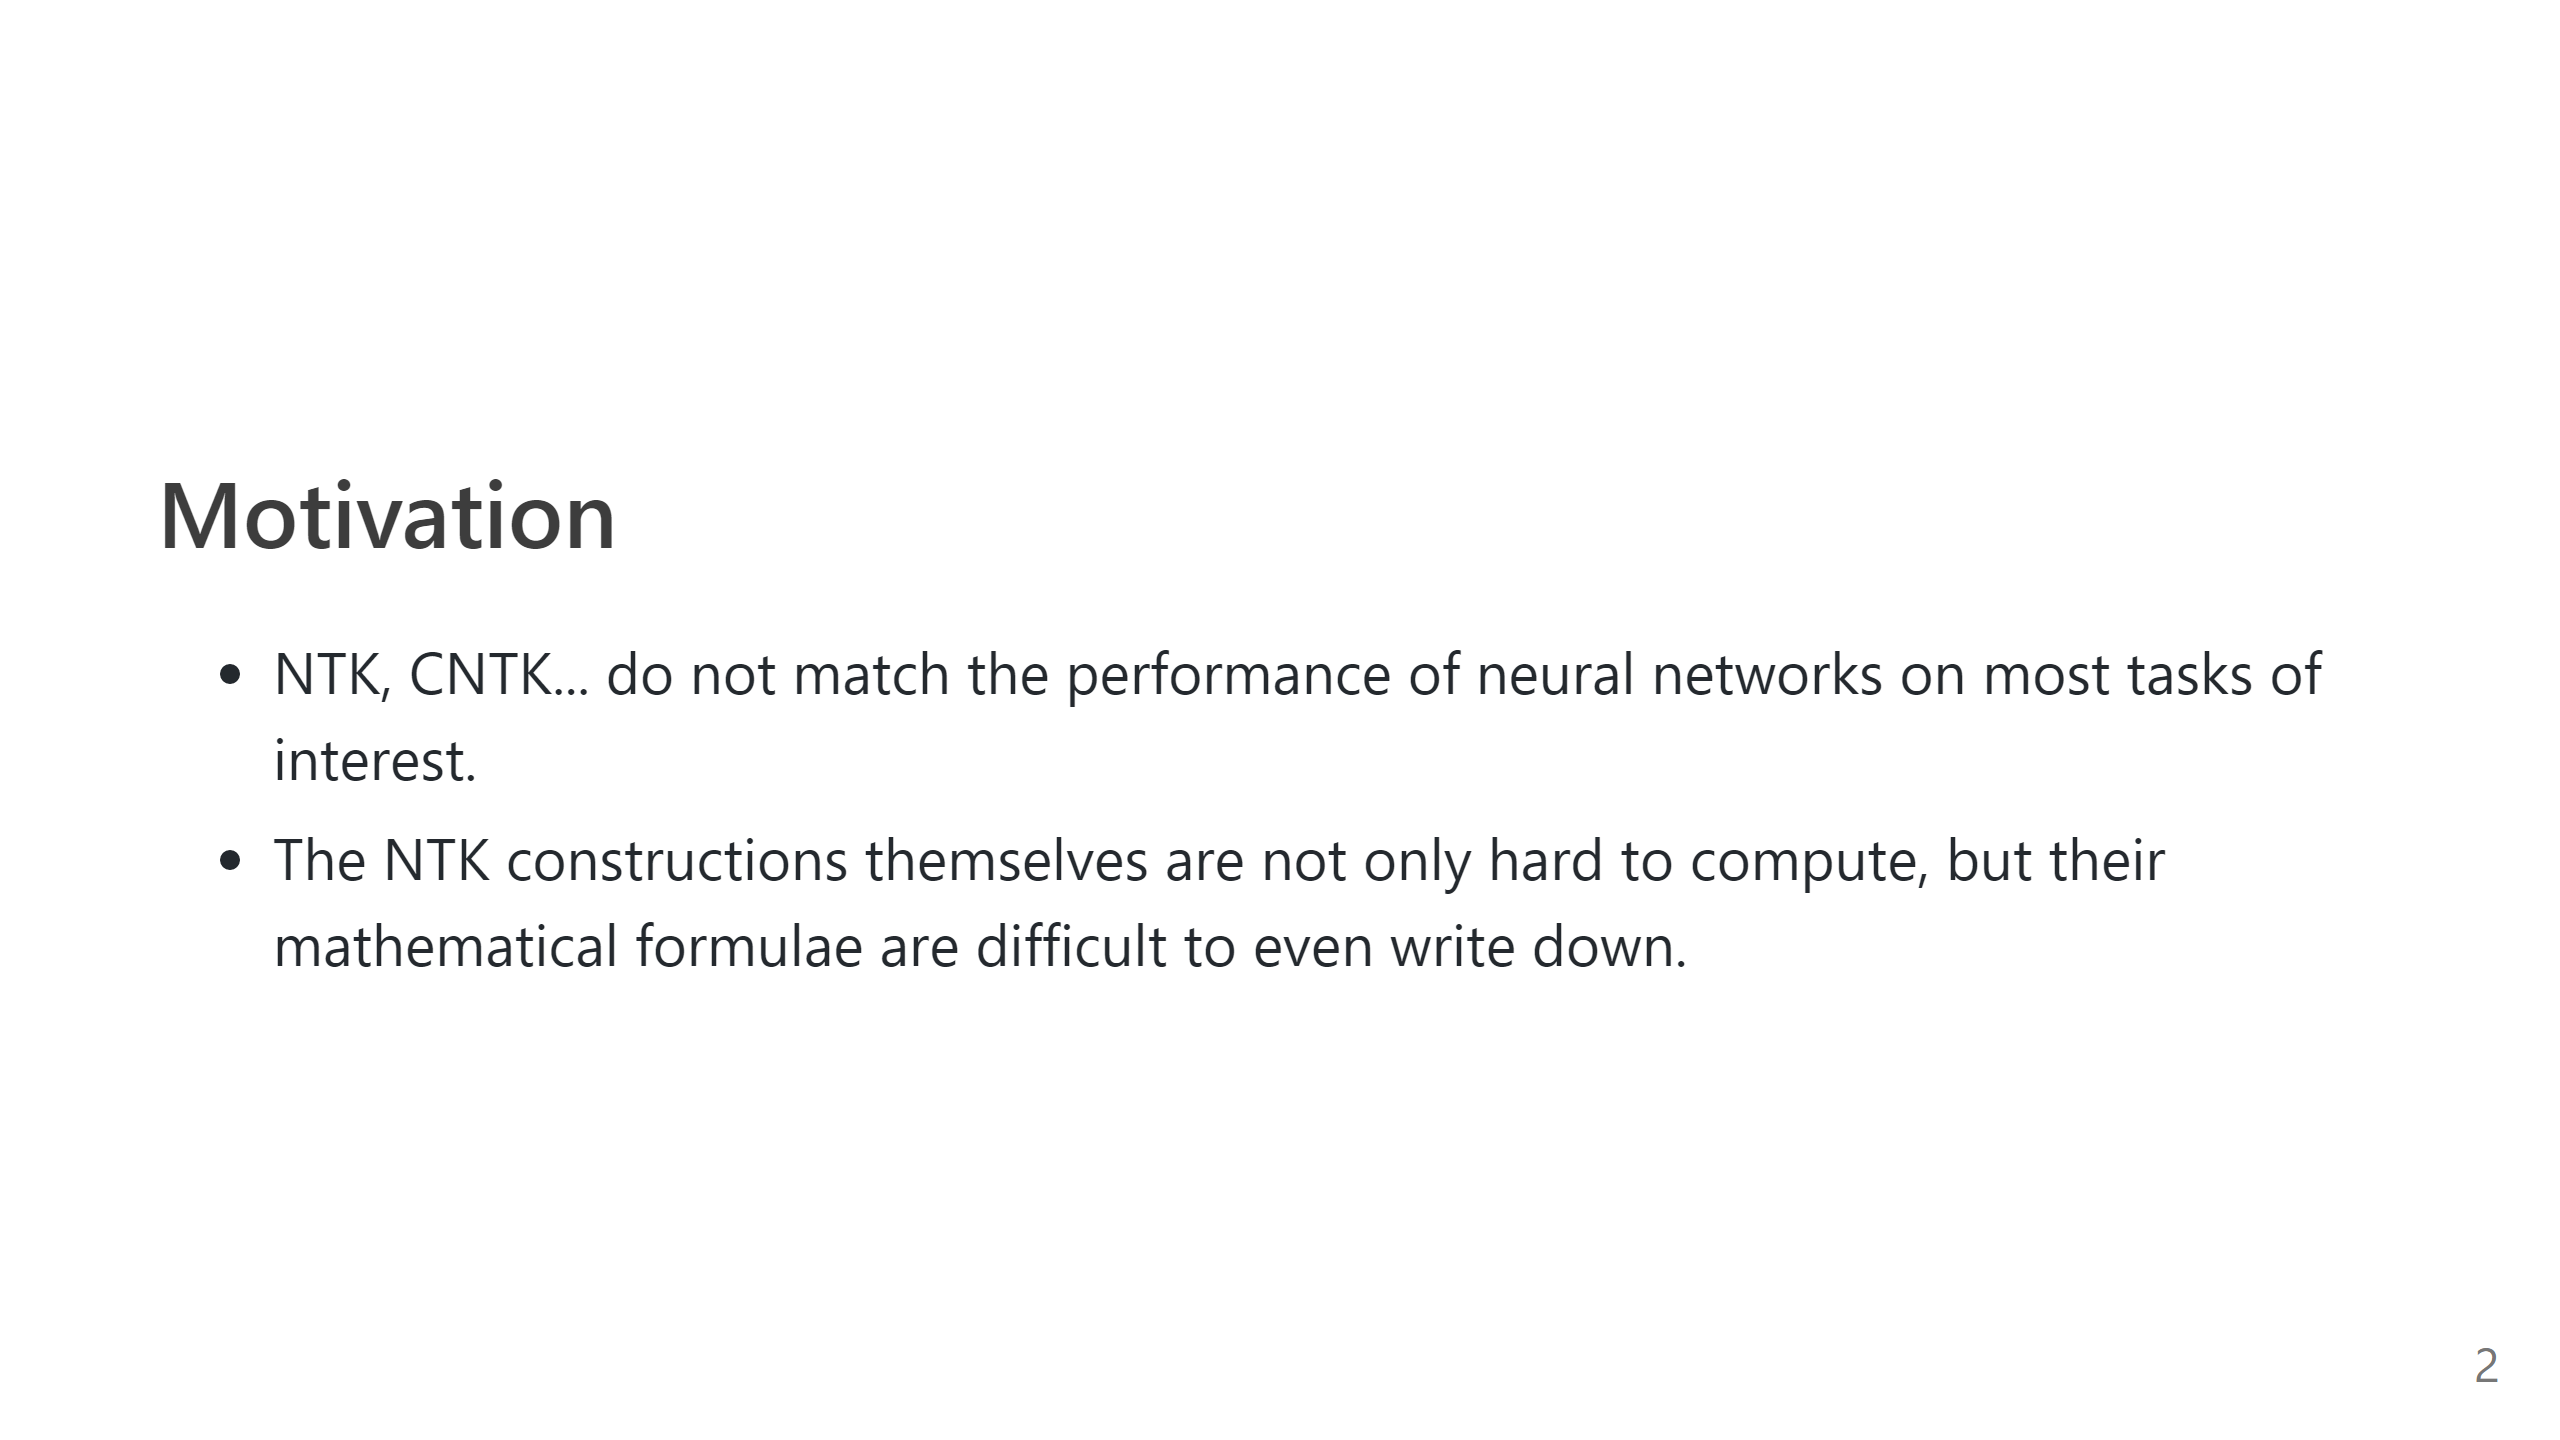 Motivation
• NTK, CNTK... do not match the performance of neural networks on most tasks of
interest.
• The NTK constructions themselves are not only hard to compute, but their
mathematical formulae are difficult to even write down.
2